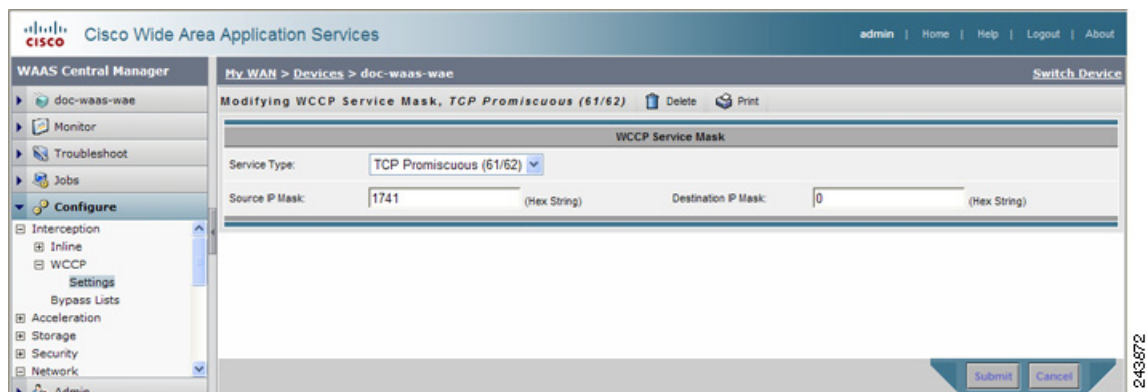 CISCO Cisco Wide Area Application Services admin | Home | Help | Logout | About
WAAS Central Manager
My WAN > Devices > doc-waas-wae Switch Device
doc-waas-wae
Modifying WCCP Service Mask, TCP Promiscuous (61/62) Delete Print
Monitor
WCCP Service Mask
Troubleshoot
Service Type: TCP Promiscuous (61/62)
Jobs
Source IP Mask: 1741 (Hex String) Destination IP Mask: 0 (Hex String)
Configure
Interception
Inline
WCCP
Settings
Bypass Lists
Acceleration
Storage
Security
Network
Admin
Submit Cancel
243872